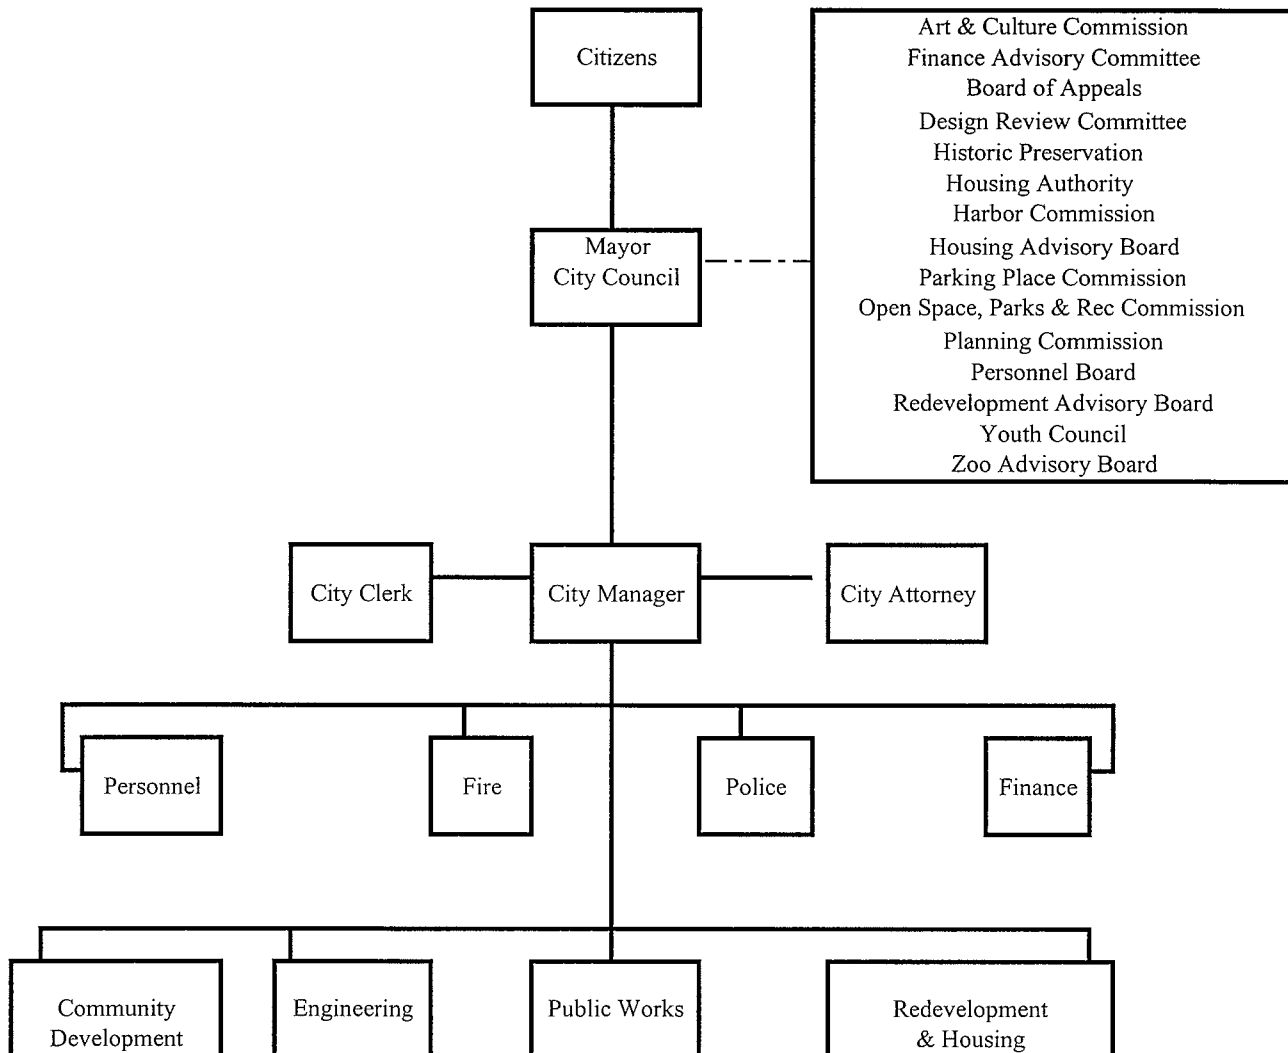 Citizens
Art & Culture Commission
Finance Advisory Committee
Board of Appeals
Design Review Committee
Historic Preservation
Housing Authority
Harbor Commission
Housing Advisory Board
Parking Place Commission
Open Space, Parks & Rec Commission
Planning Commission
Personnel Board
Redevelopment Advisory Board
Youth Council
Zoo Advisory Board
Mayor
City Council
City Clerk
City Manager
City Attorney
Personnel
Fire
Police
Finance
Community
Development
Engineering
Public Works
Redevelopment
& Housing